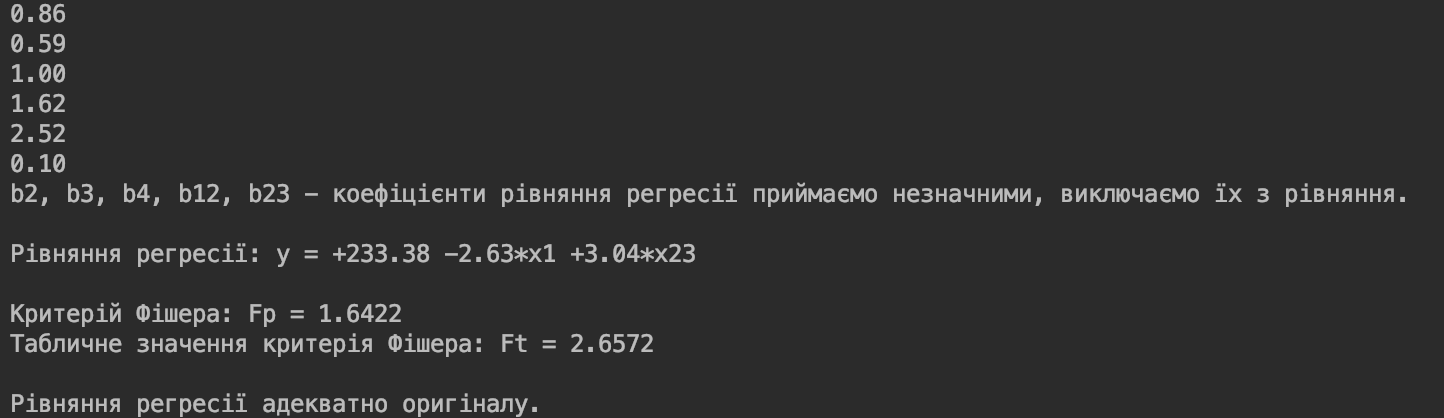 0.86
0.59
1.00
1.62
2.52
0.10
b2, b3, b4, b12, b23 - коефіцієнти рівняння регресії приймаємо незначними, виключаємо їх з рівняння.
Рівняння регресії: y = +233.38 -2.63*x1 +3.04*x23
Критерій Фішера: Fp = 1.6422
Табличне значення критерія Фішера: Ft = 2.6572
Рівняння регресії адекватно оригіналу.